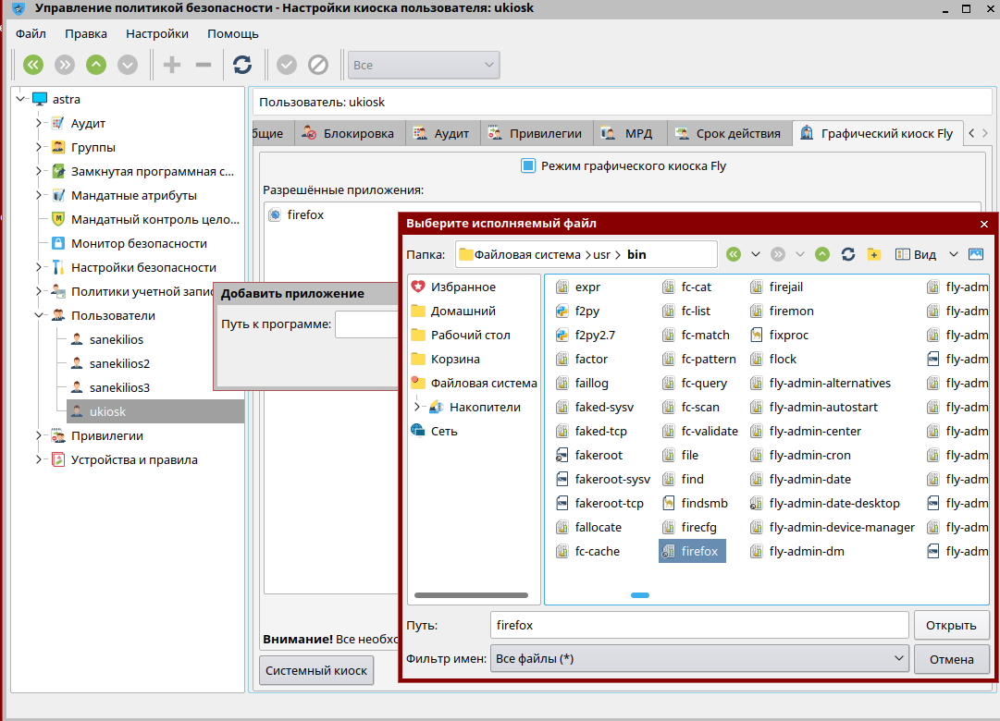 Управление политикой безопасности - Настройки киоска пользователя: ukiosk
Файл Правка Настройки Помощь
Все
astra
Аудит
Группы
Замкнутая программная с...
Мандатные атрибуты
Мандатный контроль цело...
Монитор безопасности
Настройки безопасности
Политики учетной запис
Пользователи
sanekilios
sanekilios2
sanekilios3
ukiosk
Привилегии
Устройства и правила
Пользователь: ukiosk
бщие Блокировка Аудит Привилегии МРД Срок действия Графический киоск Fly
Режим графического киоска Fly
Разрешённые приложения:
firefox
Добавить приложение
Путь к программе:
Внимание! Все необхо
Системный киоск
Выберите исполняемый файл
Папка: Файловая система usr bin Вид
Избранное
Домашний
Рабочий стол
Корзина
Файловая система
Накопители
Сеть
expr fc-cat firejail fly-adm
f2py fc-list firemon fly-adm
f2py2.7 fc-match fixproc fly-adm
factor fc-pattern flock fly-adm
faillog fc-query fly-admin-alternatives fly-adm
faked-sysv fc-scan fly-admin-autostart fly-adm
faked-tcp fc-validate fly-admin-center fly-adm
fakeroot file fly-admin-cron fly-adm
fakeroot-sysv find fly-admin-date fly-adm
fakeroot-tcp findsmb fly-admin-date-desktop fly-adm
fallocate firecfg fly-admin-device-manager fly-adm
fc-cache firefox fly-admin-dm fly-adm
Путь: firefox Открыть
Фильтр имен: Все файлы (*) Отмена